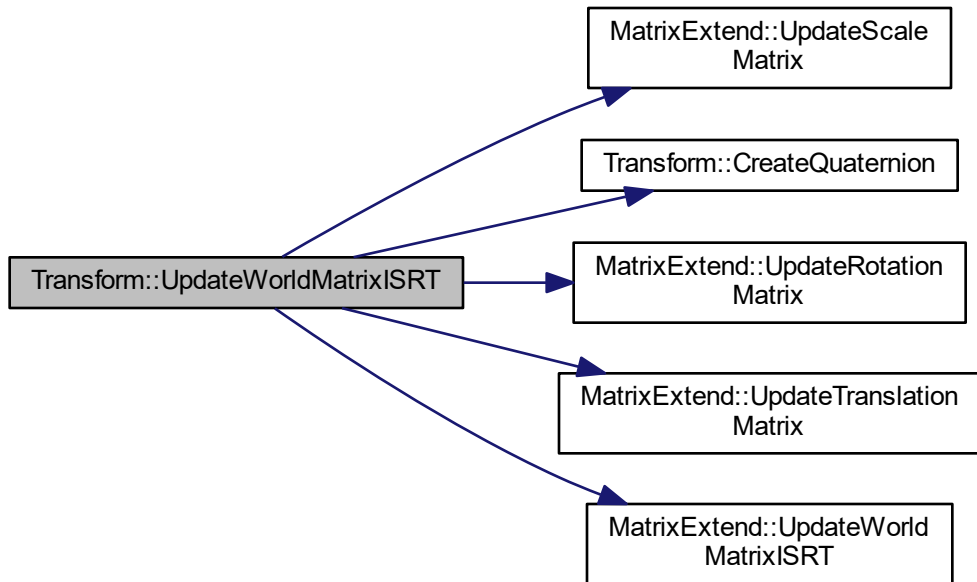 MatrixExtend::UpdateScale
Matrix
Transform::CreateQuaternion
Transform::UpdateWorldMatrixISRT
MatrixExtend::UpdateRotation
Matrix
MatrixExtend::UpdateTranslation
Matrix
MatrixExtend::UpdateWorld
MatrixISRT